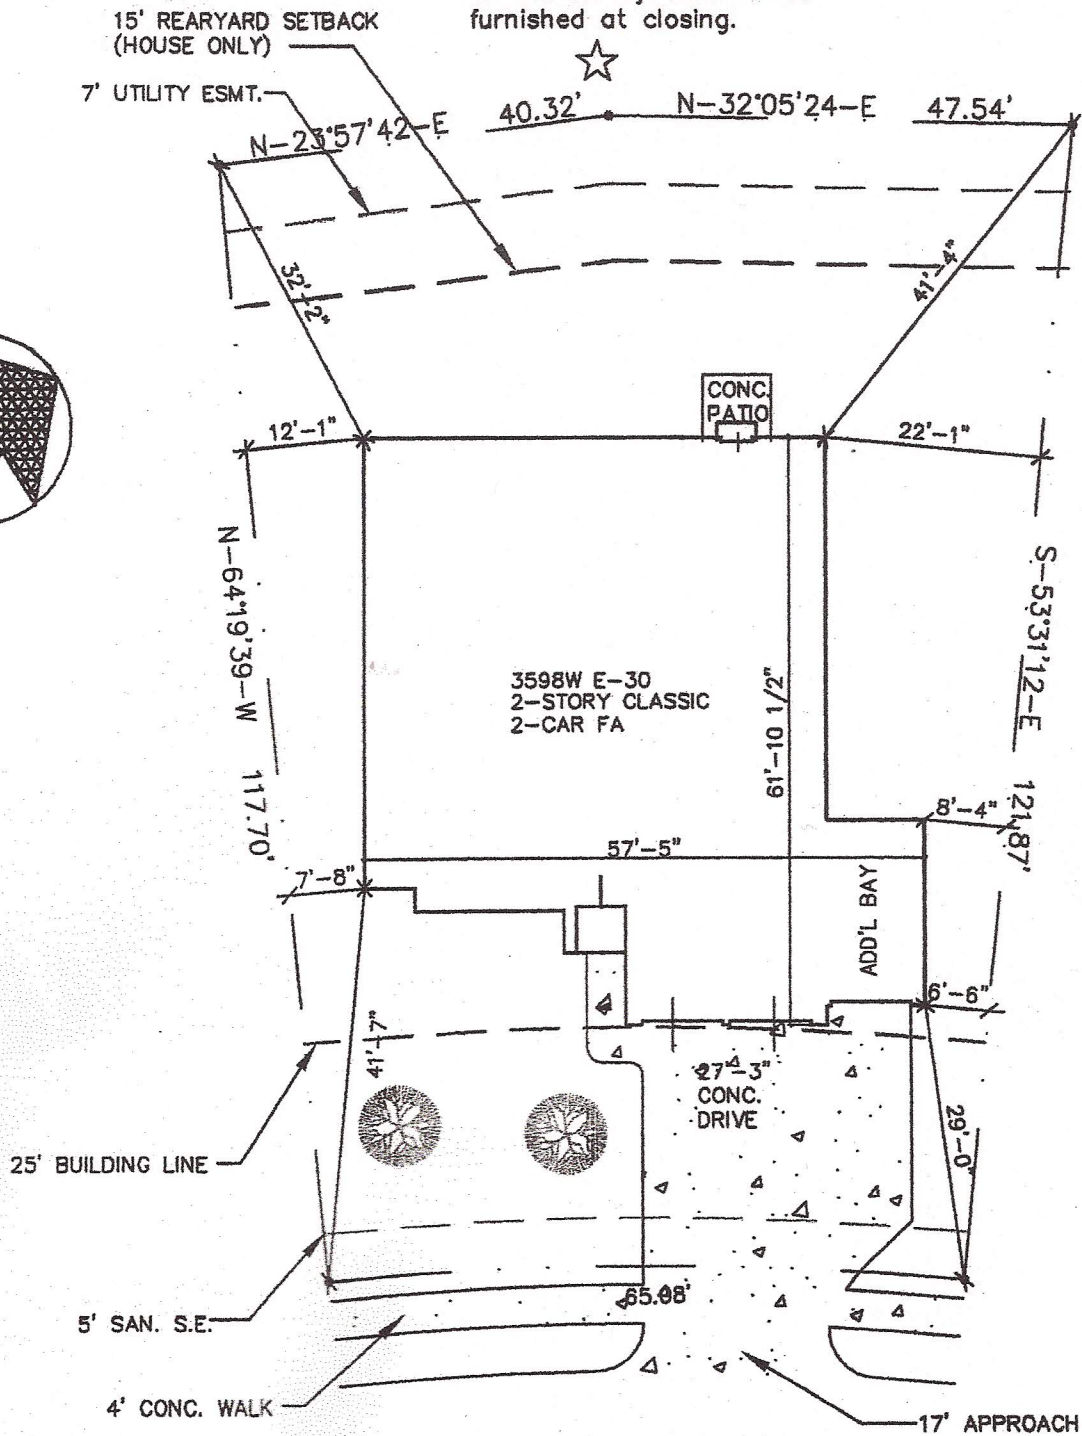 furnished at closing.
15' REARYARD SETBACK
(HOUSE ONLY)
7' UTILITY ESMT.
N-23°57'42-E
40.32'
N-32°05'24-E
47.54'
32'-2"
41'-4"
CONC.
PATIO
12'-1"
22'-1"
N-64°19'39-W 117.70'
S-53°31'12-E 121.87'
3598W E-30
2-STORY CLASSIC
2-CAR FA
61'-10 1/2"
8'-4"
57'-5"
7'-8"
ADD'L BAY
6'-6"
41'-7"
27'-3"
CONC.
DRIVE
29'-0"
25' BUILDING LINE
5' SAN. S.E.
65.08'
4' CONC. WALK
17' APPROACH